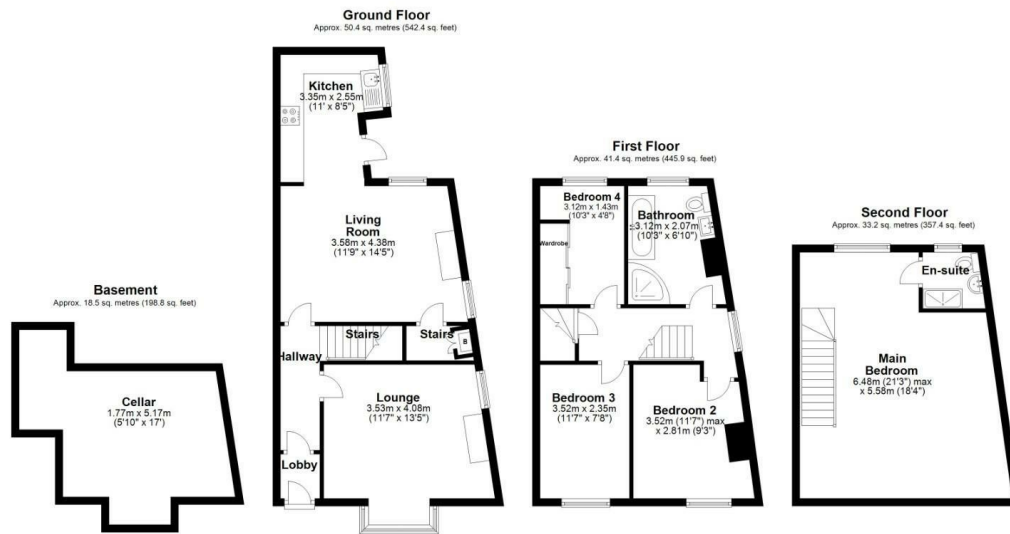 Basement
Approx. 18.5 sq. metres (198.8 sq. feet)
Cellar
1.77m x 5.17m
(5'10" x 17')
Ground Floor
Approx. 50.4 sq. metres (542.4 sq. feet)
Kitchen
3.35m x 2.55m
(11' x 8'5")
Living
Room
3.58m x 4.38m
(11'9" x 14'5")
Stairs
Stairs
B
Hallway
Lounge
3.53m x 4.08m
(11'7" x 13'5")
Lobby
First Floor
Approx. 41.4 sq. metres (445.9 sq. feet)
Bedroom 4
3.12m x 1.43m
(10'3" x 4'8")
Wardrobe
Bathroom
3.12m x 2.07m
(10'3" x 6'10")
Bedroom 3
3.52m x 2.35m
(11'7" x 7'8")
Bedroom 2
3.52m (11'7") max
x 2.81m (9'3")
Second Floor
Approx. 33.2 sq. metres (357.4 sq. feet)
En-suite
Main
Bedroom
6.48m (21'3") max
x 5.58m (18'4")